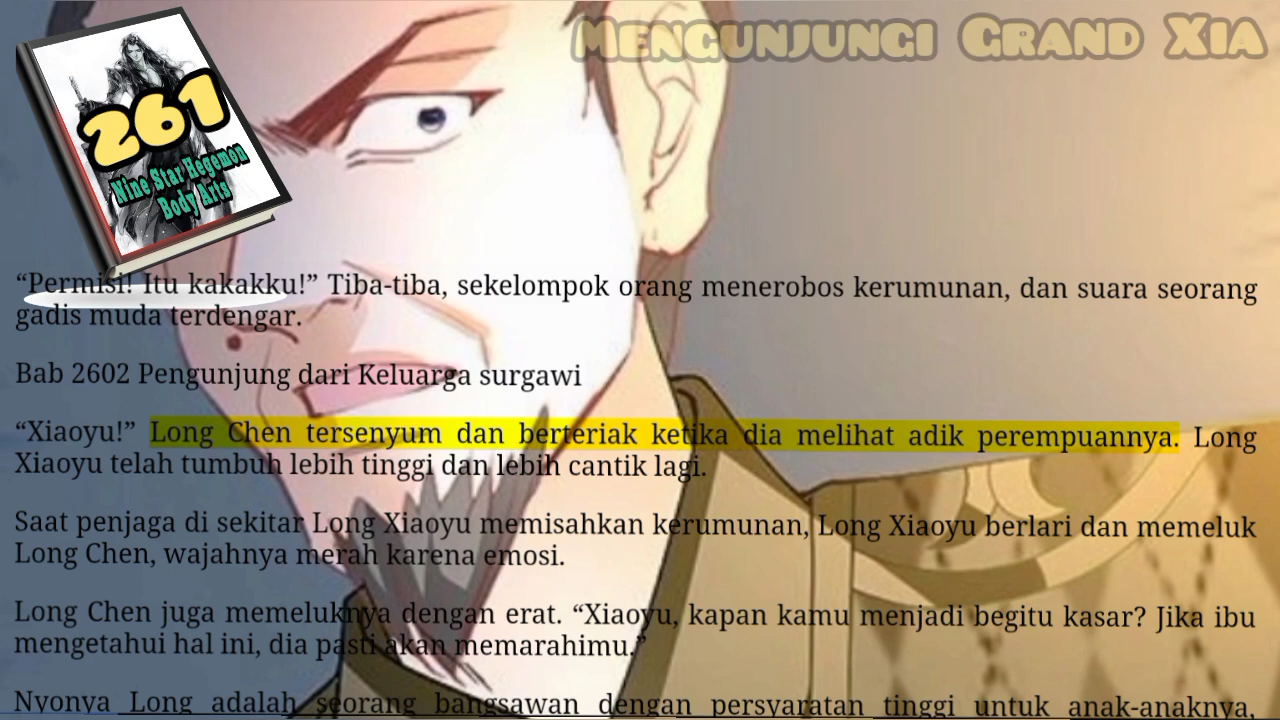 Mengunjungi Grand Xia
261
Nine Star Hegemon
Body Arts
“Permisi! Itu kakakku!” Tiba-tiba, sekelompok orang menerobos kerumunan, dan suara seorang
gadis muda terdengar.
Bab 2602 Pengunjung dari Keluarga surgawi
“Xiaoyu!” Long Chen tersenyum dan berteriak ketika dia melihat adik perempuannya. Long
Xiaoyu telah tumbuh lebih tinggi dan lebih cantik lagi.
Saat penjaga di sekitar Long Xiaoyu memisahkan kerumunan, Long Xiaoyu berlari dan memeluk
Long Chen, wajahnya merah karena emosi.
Long Chen juga memeluknya dengan erat. “Xiaoyu, kapan kamu menjadi begitu kasar? Jika ibu
mengetahui hal ini, dia pasti akan memarahimu.”
Nyonya Long adalah seorang bangsawan dengan persyaratan tinggi untuk anak-anaknya,